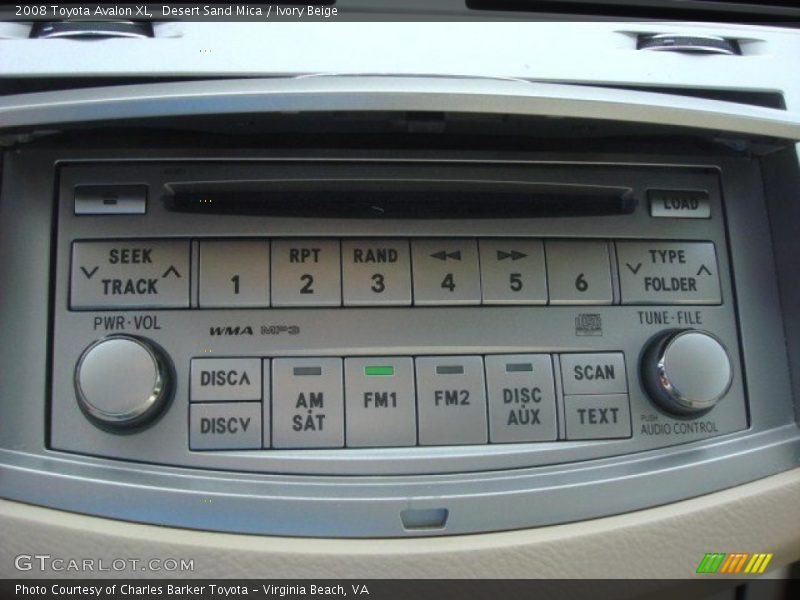 2008 Toyota Avalon XL, Desert Sand Mica / Ivory Beige
LOAD
SEEK TRACK
1
RPT 2
RAND 3
4
5
6
TYPE FOLDER
PWR·VOL
WMA MP3
TUNE·FILE
DISC∧
DISC∨
AM SAT
FM1
FM2
DISC AUX
SCAN
TEXT
PUSH
AUDIO CONTROL
GTCARLOT.COM
Photo Courtesy of Charles Barker Toyota – Virginia Beach, VA